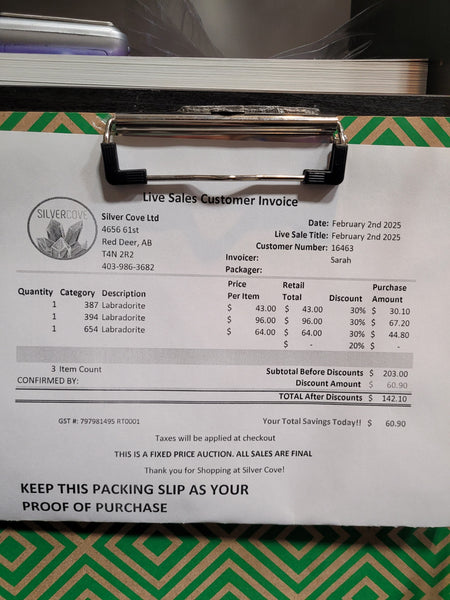 Live Sales Customer Invoice
SILVERCOVE
Silver Cove Ltd
4656 61st
Red Deer, AB
T4N 2R2
403-986-3682
Date: February 2nd 2025
Live Sale Title: February 2nd 2025
Customer Number: 16463
Invoicer: Sarah
Packager:
Quantity Category Description Price Per Item Retail Total Discount Purchase Amount
1 387 Labradorite $ 43.00 $ 43.00 30% $ 30.10
1 394 Labradorite $ 96.00 $ 96.00 30% $ 67.20
1 654 Labradorite $ 64.00 $ 64.00 30% $ 44.80
$ - 20% $ -
3 Item Count Subtotal Before Discounts $ 203.00
CONFIRMED BY: Discount Amount $ 60.90
TOTAL After Discounts $ 142.10
GST #: 797981495 RT0001 Your Total Savings Today!! $ 60.90
Taxes will be applied at checkout
THIS IS A FIXED PRICE AUCTION. ALL SALES ARE FINAL
Thank you for Shopping at Silver Cove!
KEEP THIS PACKING SLIP AS YOUR
PROOF OF PURCHASE